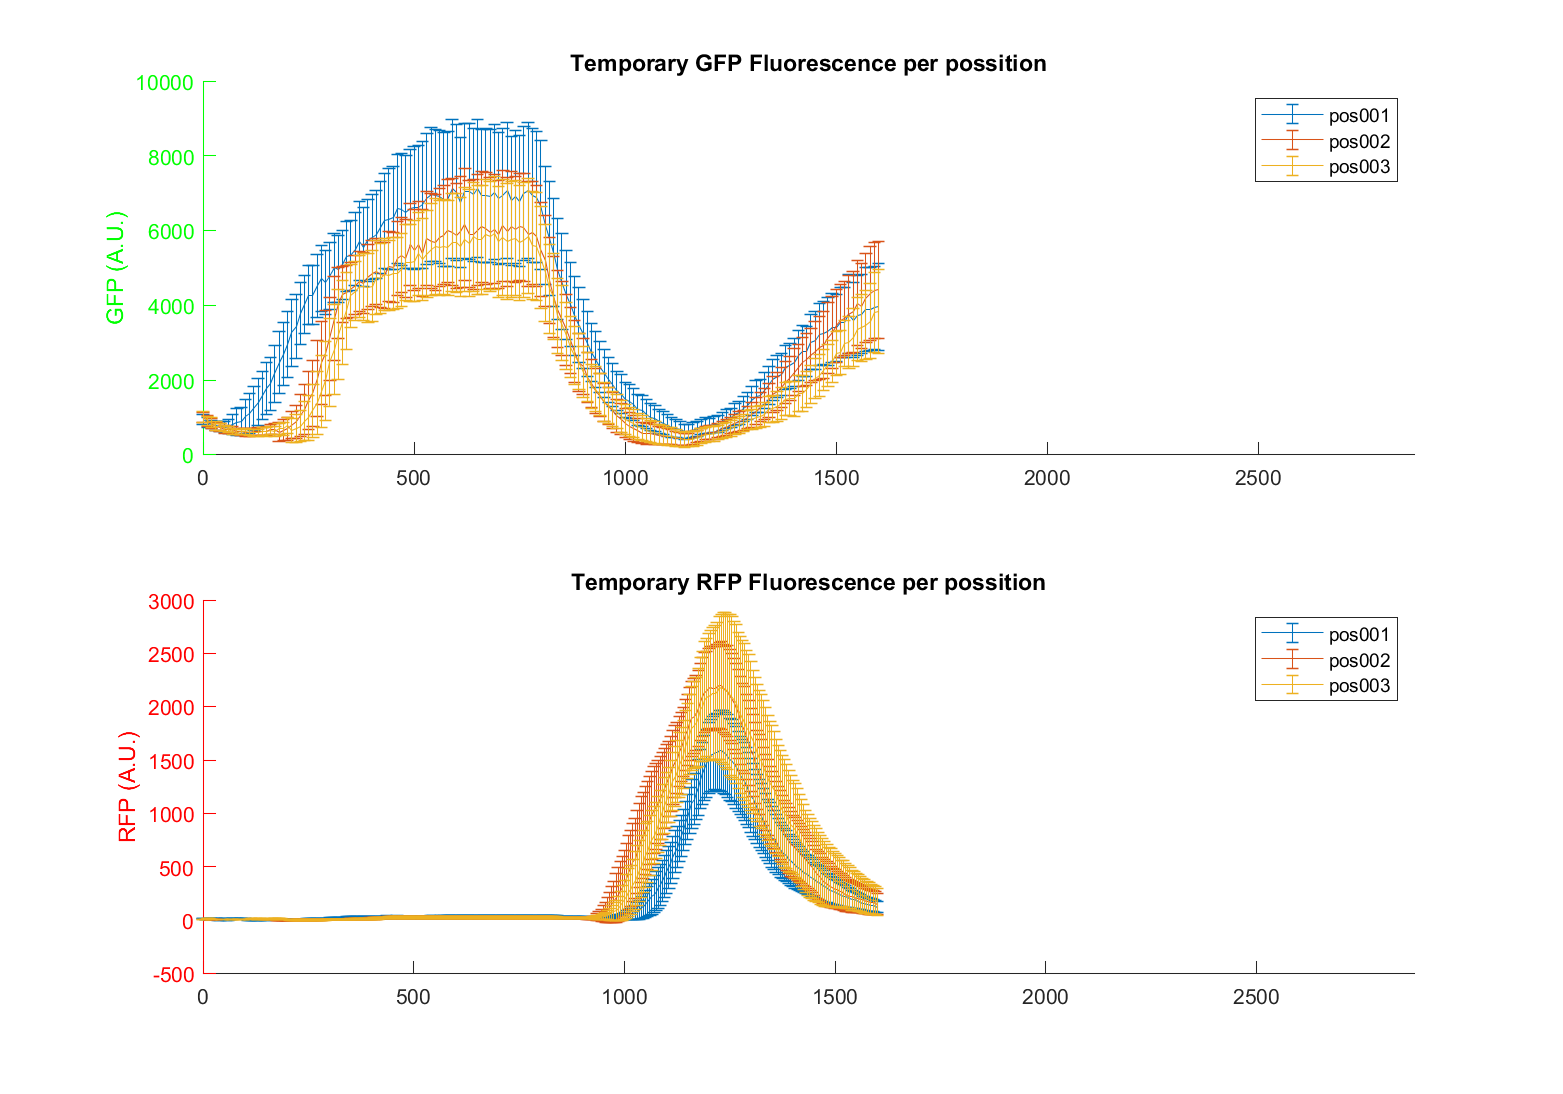 Temporary GFP Fluorescence per possition
10000
8000
6000
4000
2000
0
GFP (A.U.)
0 500 1000 1500 2000 2500
pos001
pos002
pos003
Temporary RFP Fluorescence per possition
3000
2500
2000
1500
1000
500
0
-500
RFP (A.U.)
0 500 1000 1500 2000 2500
pos001
pos002
pos003